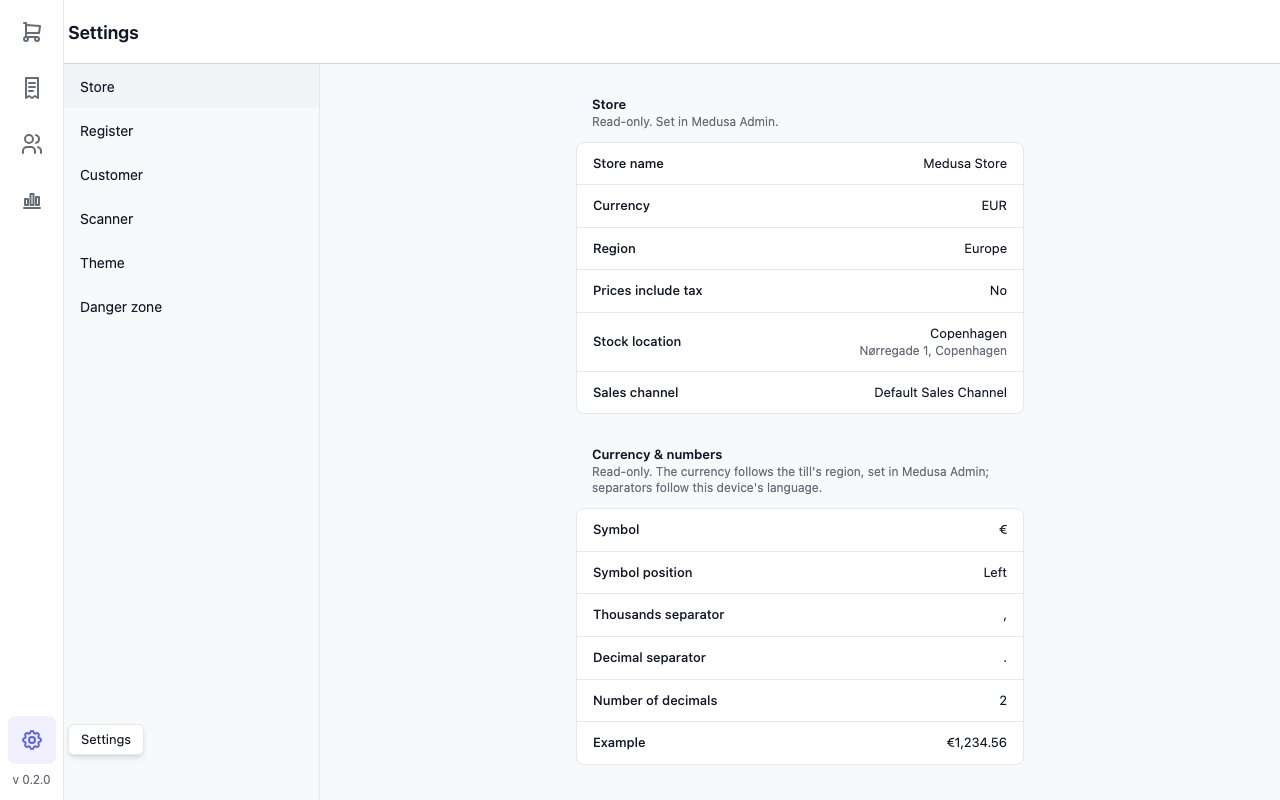 Settings
Store
Register
Customer
Scanner
Theme
Danger zone
Settings
v 0.2.0
Store
Read-only. Set in Medusa Admin.
Store name Medusa Store
Currency EUR
Region Europe
Prices include tax No
Stock location Copenhagen
Nørregade 1, Copenhagen
Sales channel Default Sales Channel
Currency & numbers
Read-only. The currency follows the till's region, set in Medusa Admin;
separators follow this device's language.
Symbol €
Symbol position Left
Thousands separator ,
Decimal separator .
Number of decimals 2
Example €1,234.56